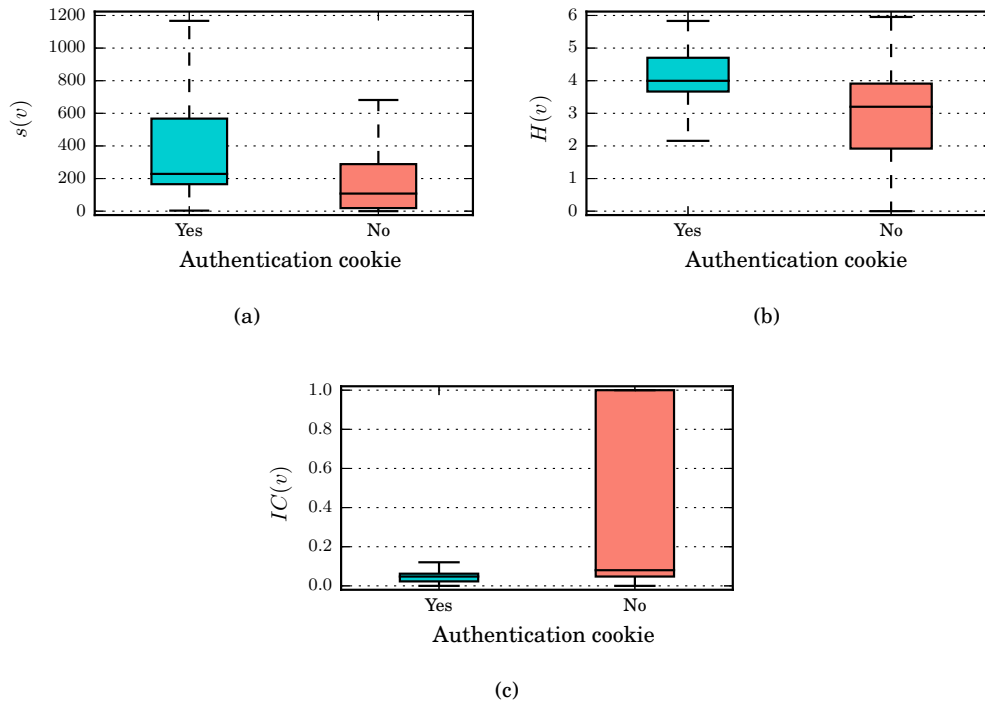 1200
1000
800
600
400
200
0
s(v)
Yes No
Authentication cookie
(a)
6
5
4
3
2
1
0
H(v)
Yes No
Authentication cookie
(b)
1.0
0.8
0.6
0.4
0.2
0.0
IC(v)
Yes No
Authentication cookie
(c)